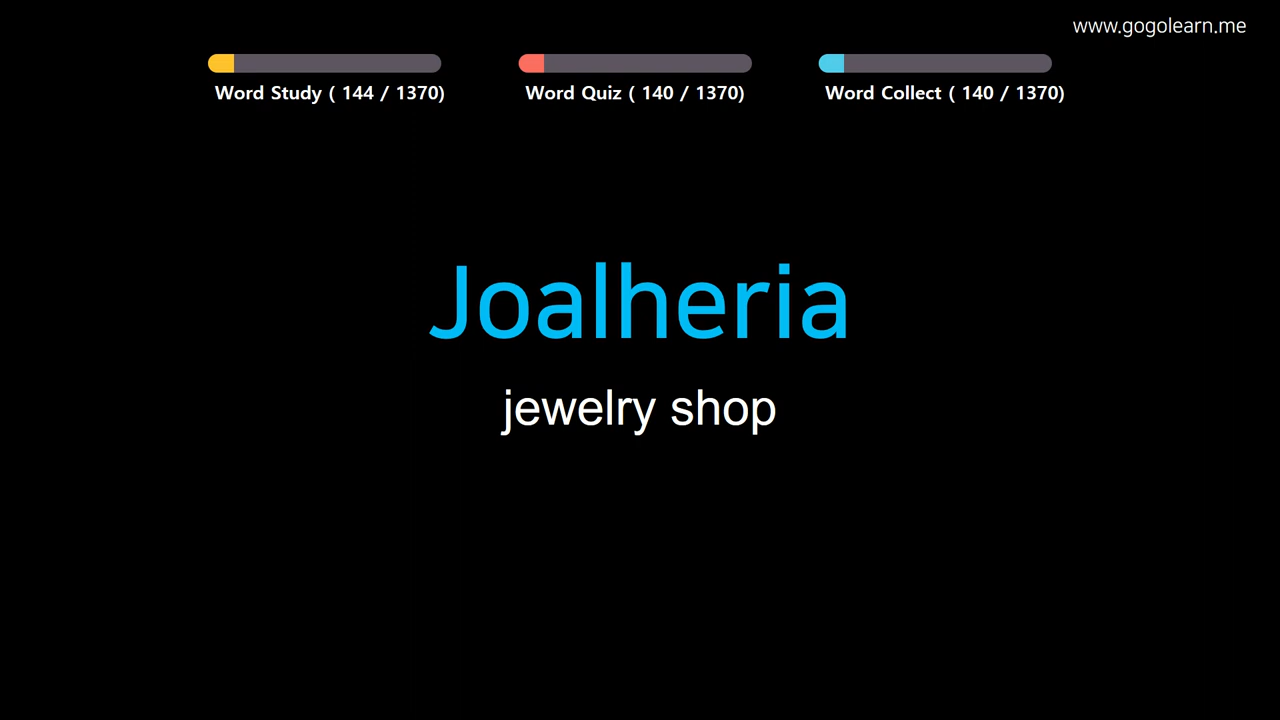 www.gogolearn.me
Word Study ( 144 / 1370)
Word Quiz ( 140 / 1370)
Word Collect ( 140 / 1370)
Joalheria
jewelry shop